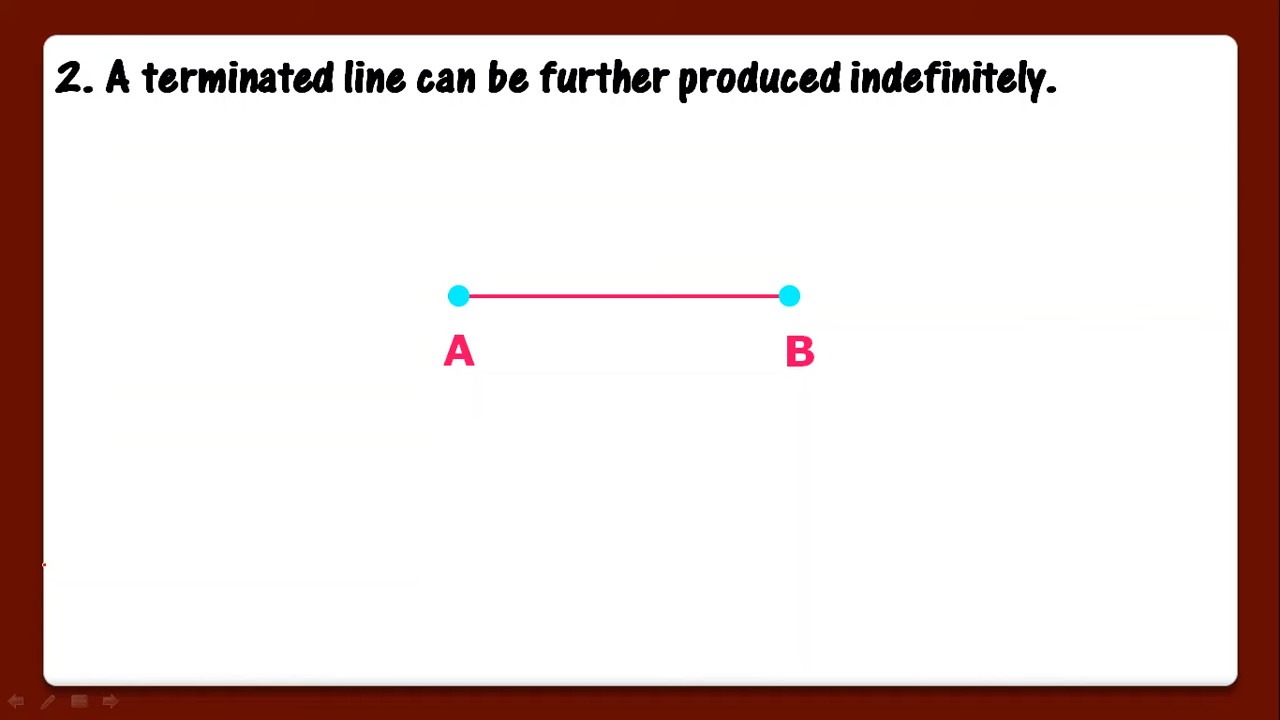 2. A terminated line can be further produced indefinitely.
A B